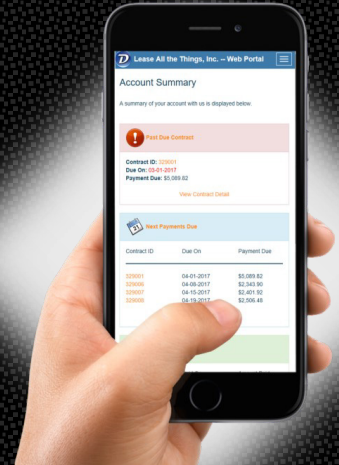 Lease All the Things, Inc. -- Web Portal
Account Summary
A summary of your account with us is displayed below.
Past Due Contract
Contract ID: 329001
Due On: 03-01-2017
Payment Due: $5,089.82
View Contract Detail
21
Next Payments Due
Contract ID Due On Payment Due
329001 04-01-2017 $5,089.82
329006 04-08-2017 $2,343.90
329007 04-15-2017 $2,401.92
329008 04-19-2017 $2,506.48